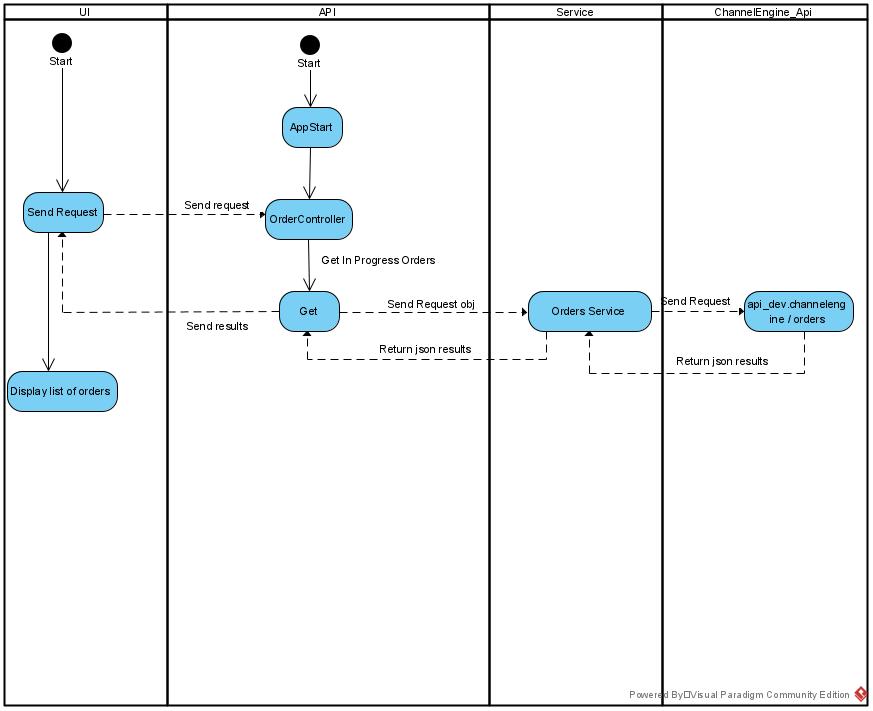 UI
API
Service
ChannelEngine_Api
Start
Start
AppStart
Send Request
Send request
OrderController
Get In Progress Orders
Get
Send Request obj
Orders Service
Send Request
api_dev.channeleng
ine / orders
Send results
Return json results
Return json results
Display list of orders
Powered By□Visual Paradigm Community Edition